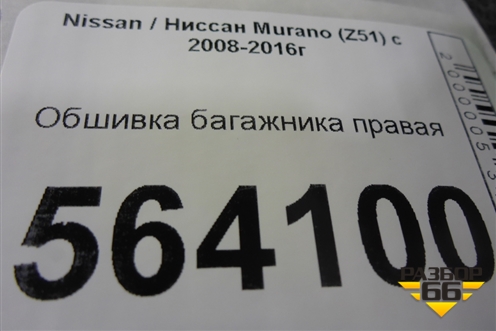 Nissan / Ниссан Murano (Z51) с
2008-2016г
Обшивка багажника правая
564100
РАЗБОР
66